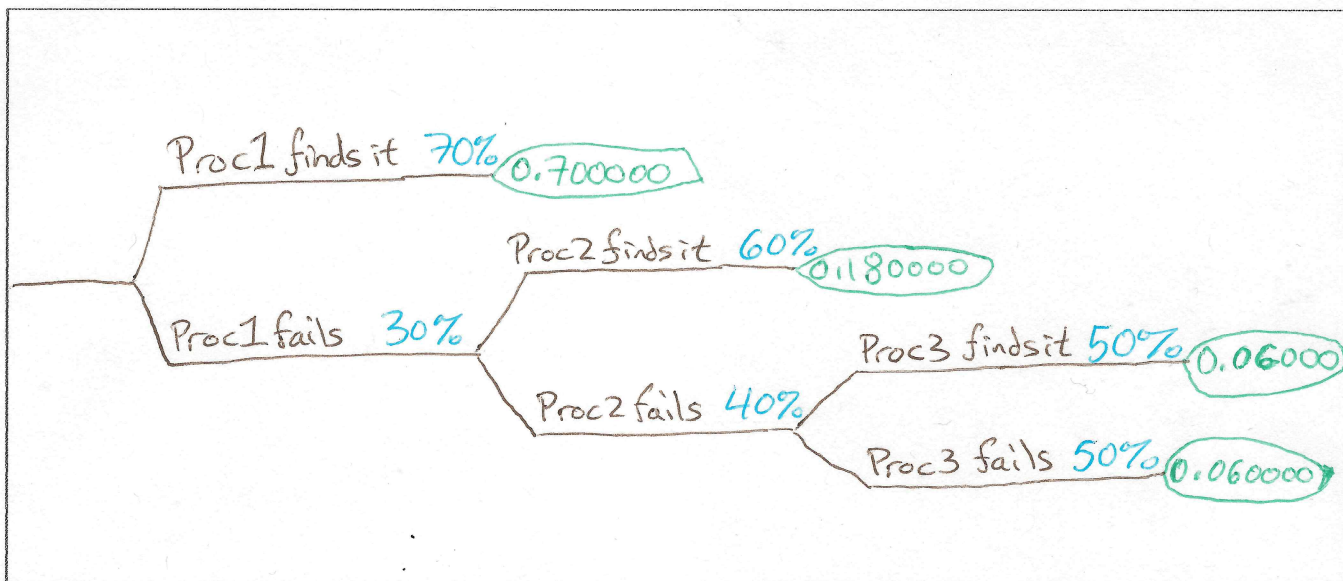 Proc1 finds it 70% 0.700000
Proc2 finds it 60% 0.180000
Proc1 fails 30%
Proc3 finds it 50% 0.06000
Proc2 fails 40%
Proc3 fails 50% 0.060000